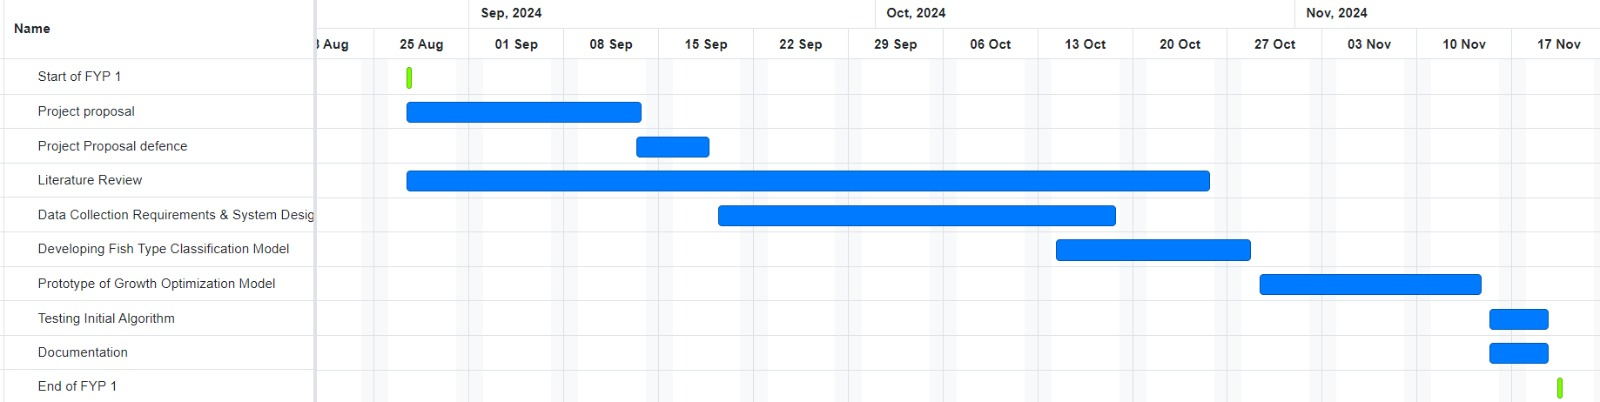 Name
Sep, 2024
Oct, 2024
Nov, 2024
Aug
25 Aug
01 Sep
08 Sep
15 Sep
22 Sep
29 Sep
06 Oct
13 Oct
20 Oct
27 Oct
03 Nov
10 Nov
17 Nov
Start of FYP 1
Project proposal
Project Proposal defence
Literature Review
Data Collection Requirements & System Desig
Developing Fish Type Classification Model
Prototype of Growth Optimization Model
Testing Initial Algorithm
Documentation
End of FYP 1